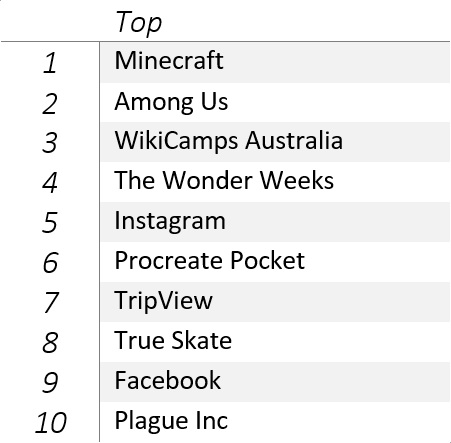 Top
1 Minecraft
2 Among Us
3 WikiCamps Australia
4 The Wonder Weeks
5 Instagram
6 Procreate Pocket
7 TripView
8 True Skate
9 Facebook
10 Plague Inc